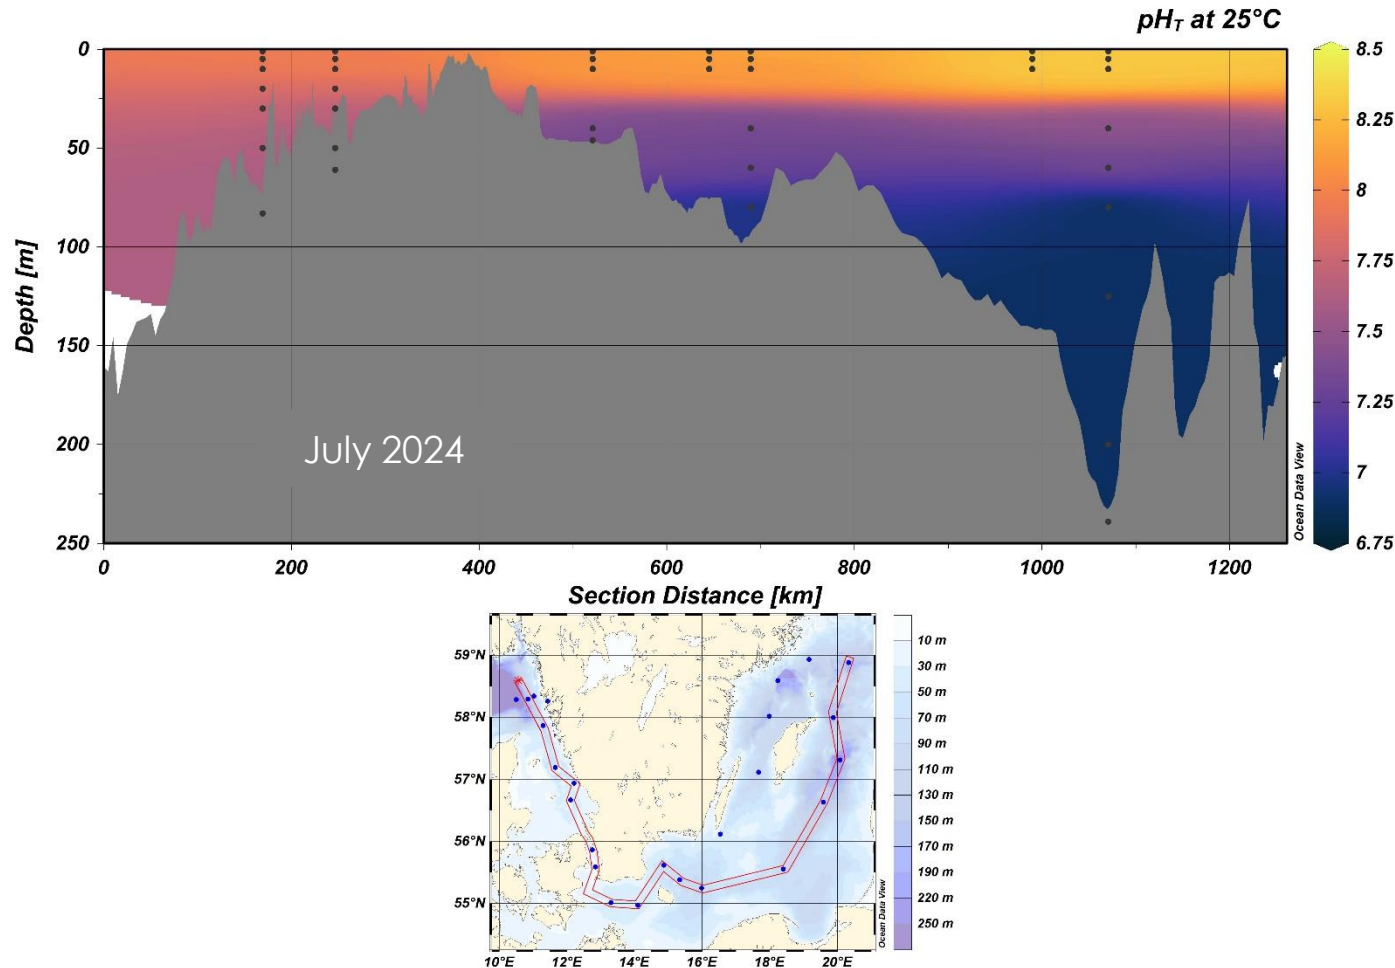 pHT at 25°C
0
50
100
150
200
250
Depth [m]
July 2024
0
200
400
600
800
1000
1200
Section Distance [km]
8.5
8.25
8
7.75
7.5
7.25
7
6.75
Ocean Data View
59°N
58°N
57°N
56°N
55°N
10°E
12°E
14°E
16°E
18°E
20°E
10 m
30 m
50 m
70 m
90 m
110 m
130 m
150 m
170 m
190 m
220 m
250 m
Ocean Data View